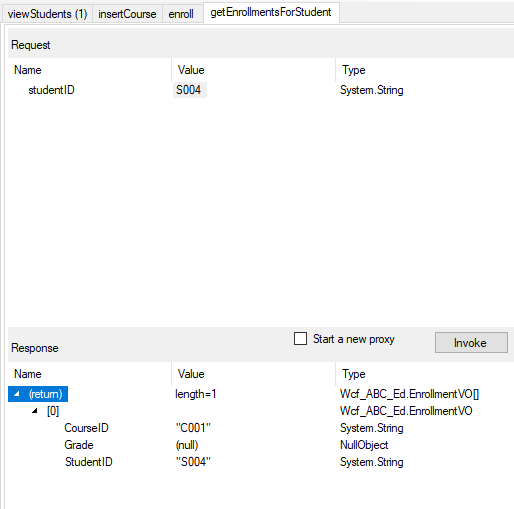 viewStudents (1) insertCourse enroll getEnrollmentsForStudent
Request
Name Value Type
studentID S004 System.String
Start a new proxy Invoke
Response
Name Value Type
(return) length=1 Wcf_ABC_Ed.EnrollmentVO[]
[0] Wcf_ABC_Ed.EnrollmentVO
CourseID "C001" System.String
Grade (null) NullObject
StudentID "S004" System.String